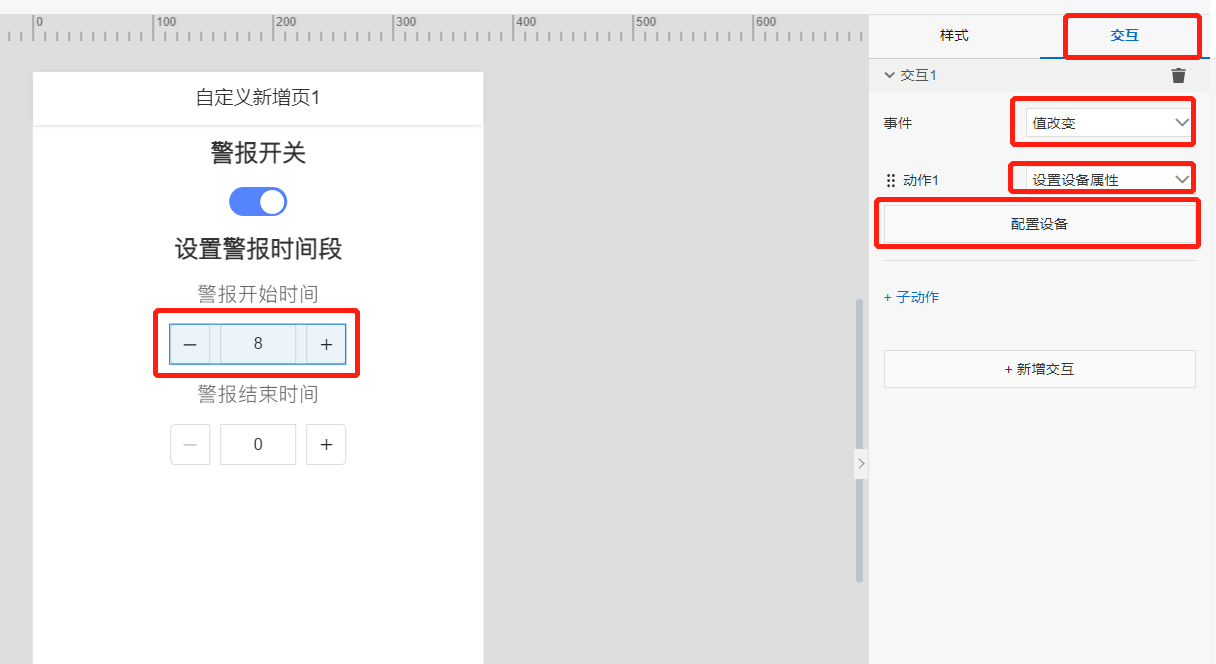 0 100 200 300 400 500 600
样式 交互
交互1
自定义新增页1
事件 值改变
警报开关
动作1 设置设备属性
配置设备
设置警报时间段
警报开始时间
+ 子动作
— 8 +
+ 新增交互
警报结束时间
— 0 +